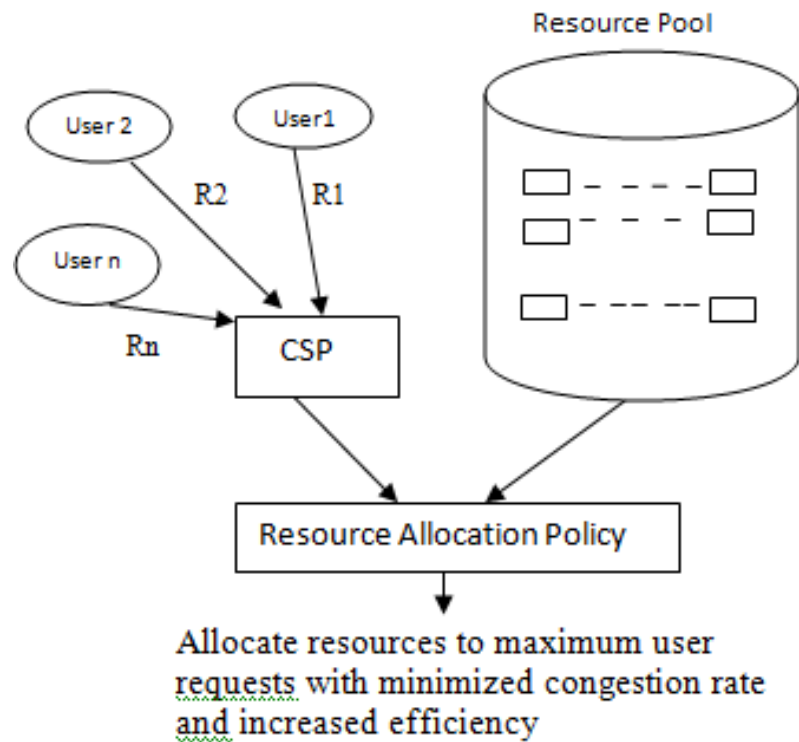 Resource Pool
User 2
User1
R2
R1
User n
Rn
CSP
Resource Allocation Policy
Allocate resources to maximum user
requests with minimized congestion rate
and increased efficiency